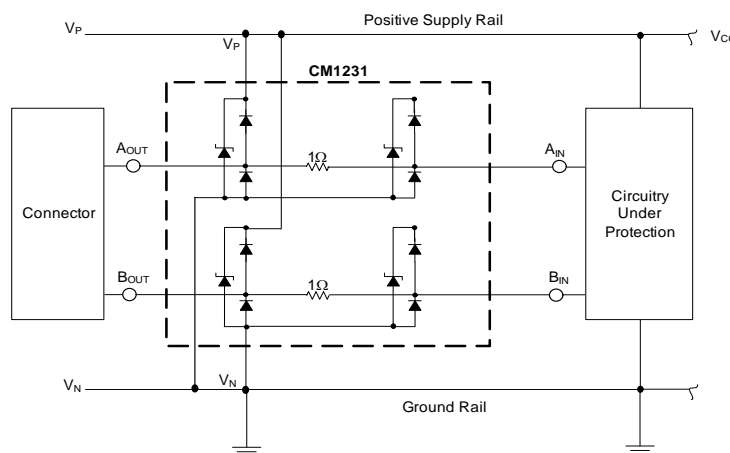 Positive Supply Rail
VP
VP
VC
CM1231
AOUT
1Ω
AIN
Connector
Circuitry
Under
Protection
BOUT
1Ω
BIN
VN
VN
Ground Rail